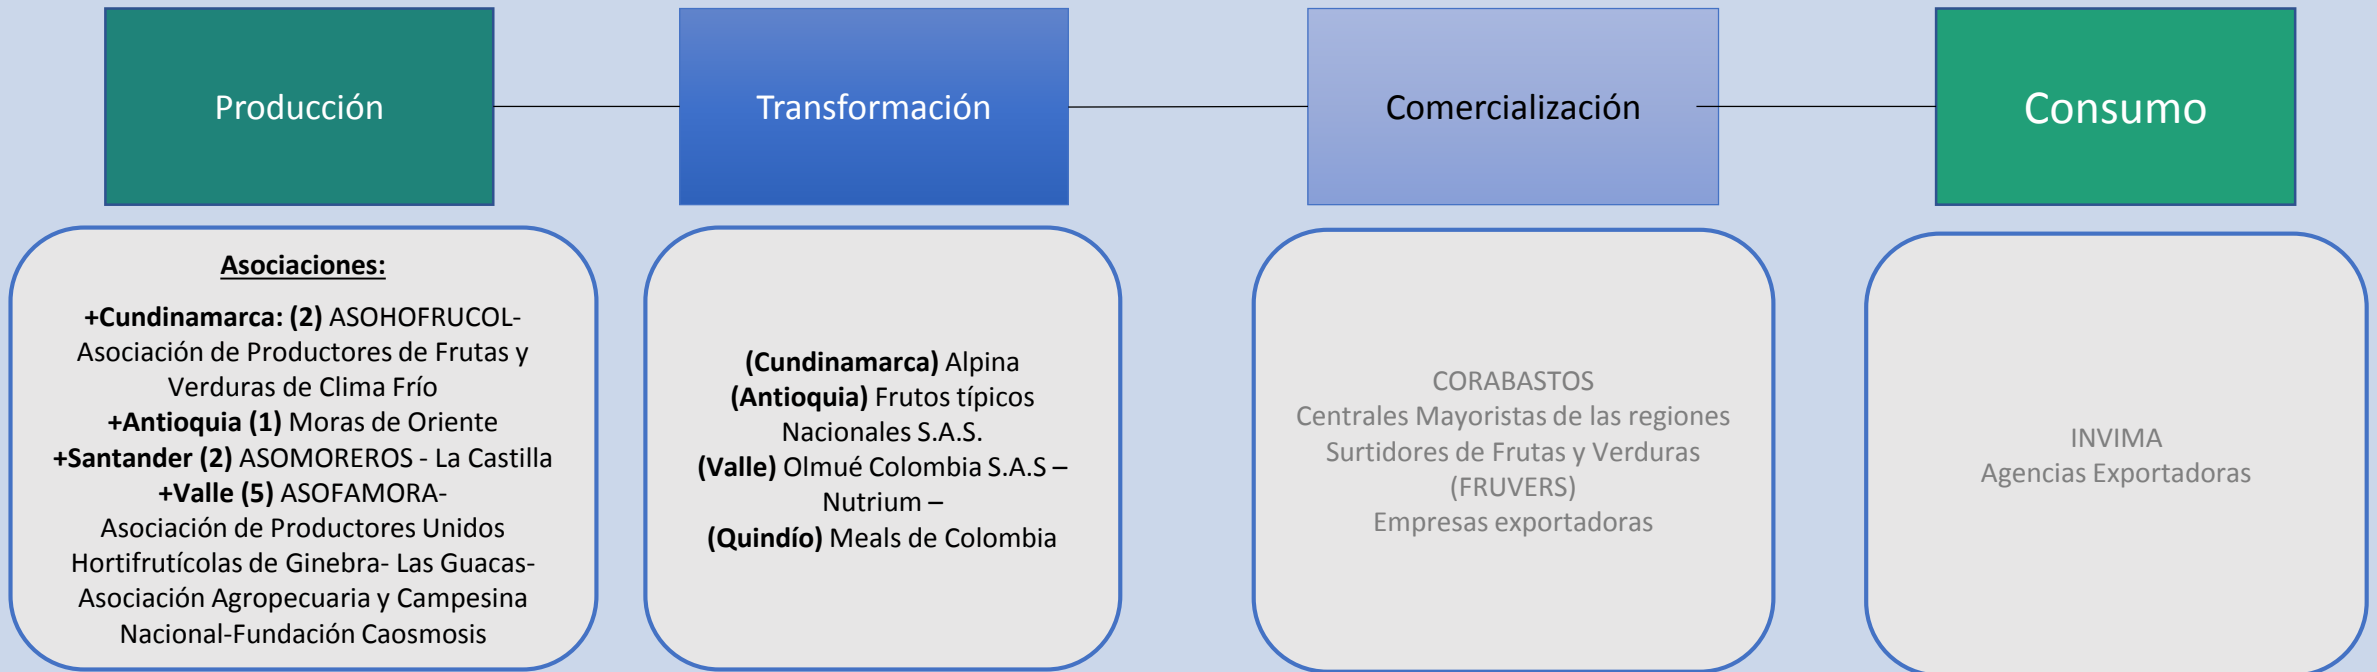 Producción
Transformación
Comercialización
Consumo
Asociaciones:
+Cundinamarca: (2) ASOHOFRUCOL-
Asociación de Productores de Frutas y
Verduras de Clima Frío
+Antioquia (1) Moras de Oriente
+Santander (2) ASOMOREROS - La Castilla
+Valle (5) ASOFAMORA-
Asociación de Productores Unidos
Hortifrutícolas de Ginebra- Las Guacas-
Asociación Agropecuaria y Campesina
Nacional-Fundación Caosmosis
(Cundinamarca) Alpina
(Antioquia) Frutos típicos
Nacionales S.A.S.
(Valle) Olmué Colombia S.A.S –
Nutrium –
(Quindío) Meals de Colombia
CORABASTOS
Centrales Mayoristas de las regiones
Surtidores de Frutas y Verduras
(FRUVERS)
Empresas exportadoras
INVIMA
Agencias Exportadoras